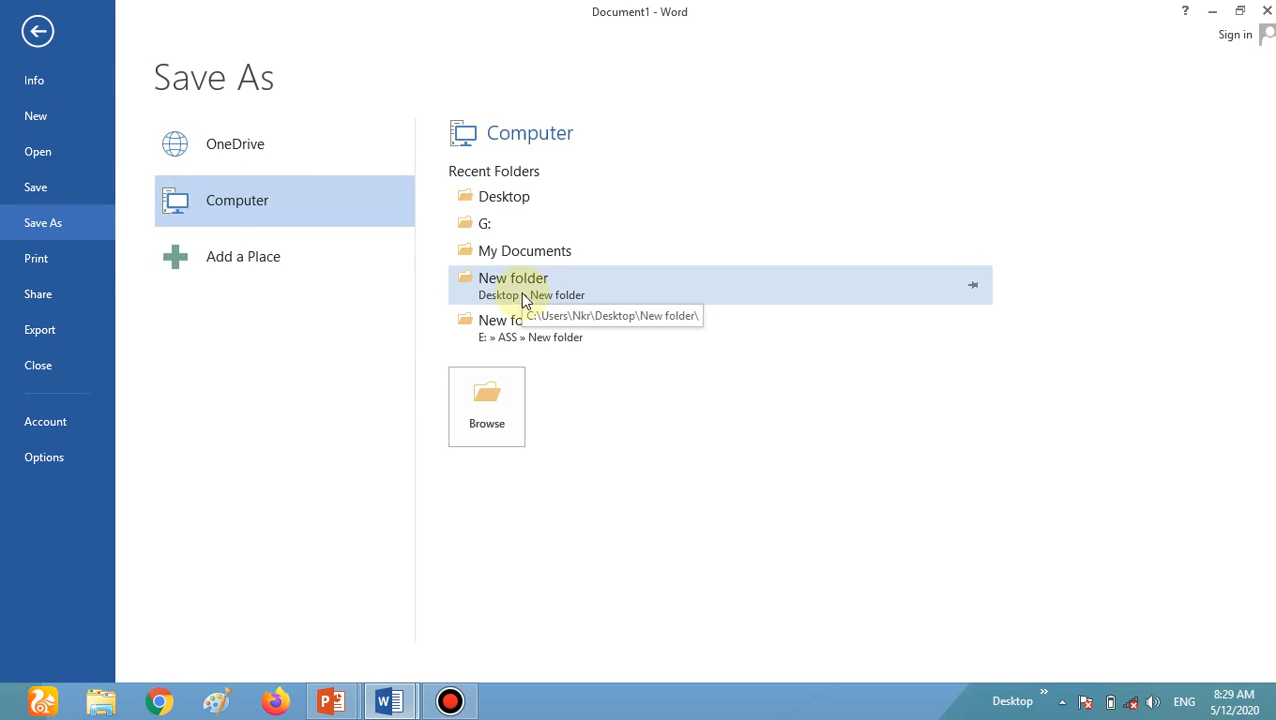 Document1 - Word
?
Sign in
Info
New
Open
Save
Save As
Print
Share
Export
Close
Account
Options
Save As
OneDrive
Computer
Add a Place
Computer
Recent Folders
Desktop
G:
My Documents
New folder
Desktop » New folder
C:\Users\Nkr\Desktop\New folder\
New fo
E: » ASS » New folder
Browse
Desktop
ENG
8:29 AM
5/12/2020